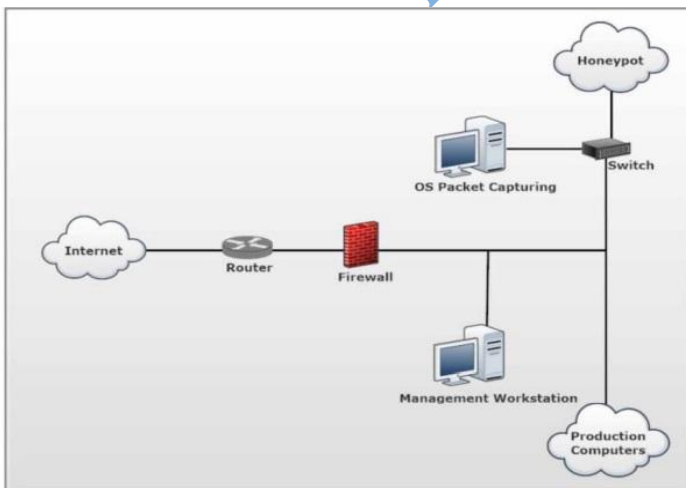 Honeypot
OS Packet Capturing
Switch
Internet
Router
Firewall
Management Workstation
Production
Computers